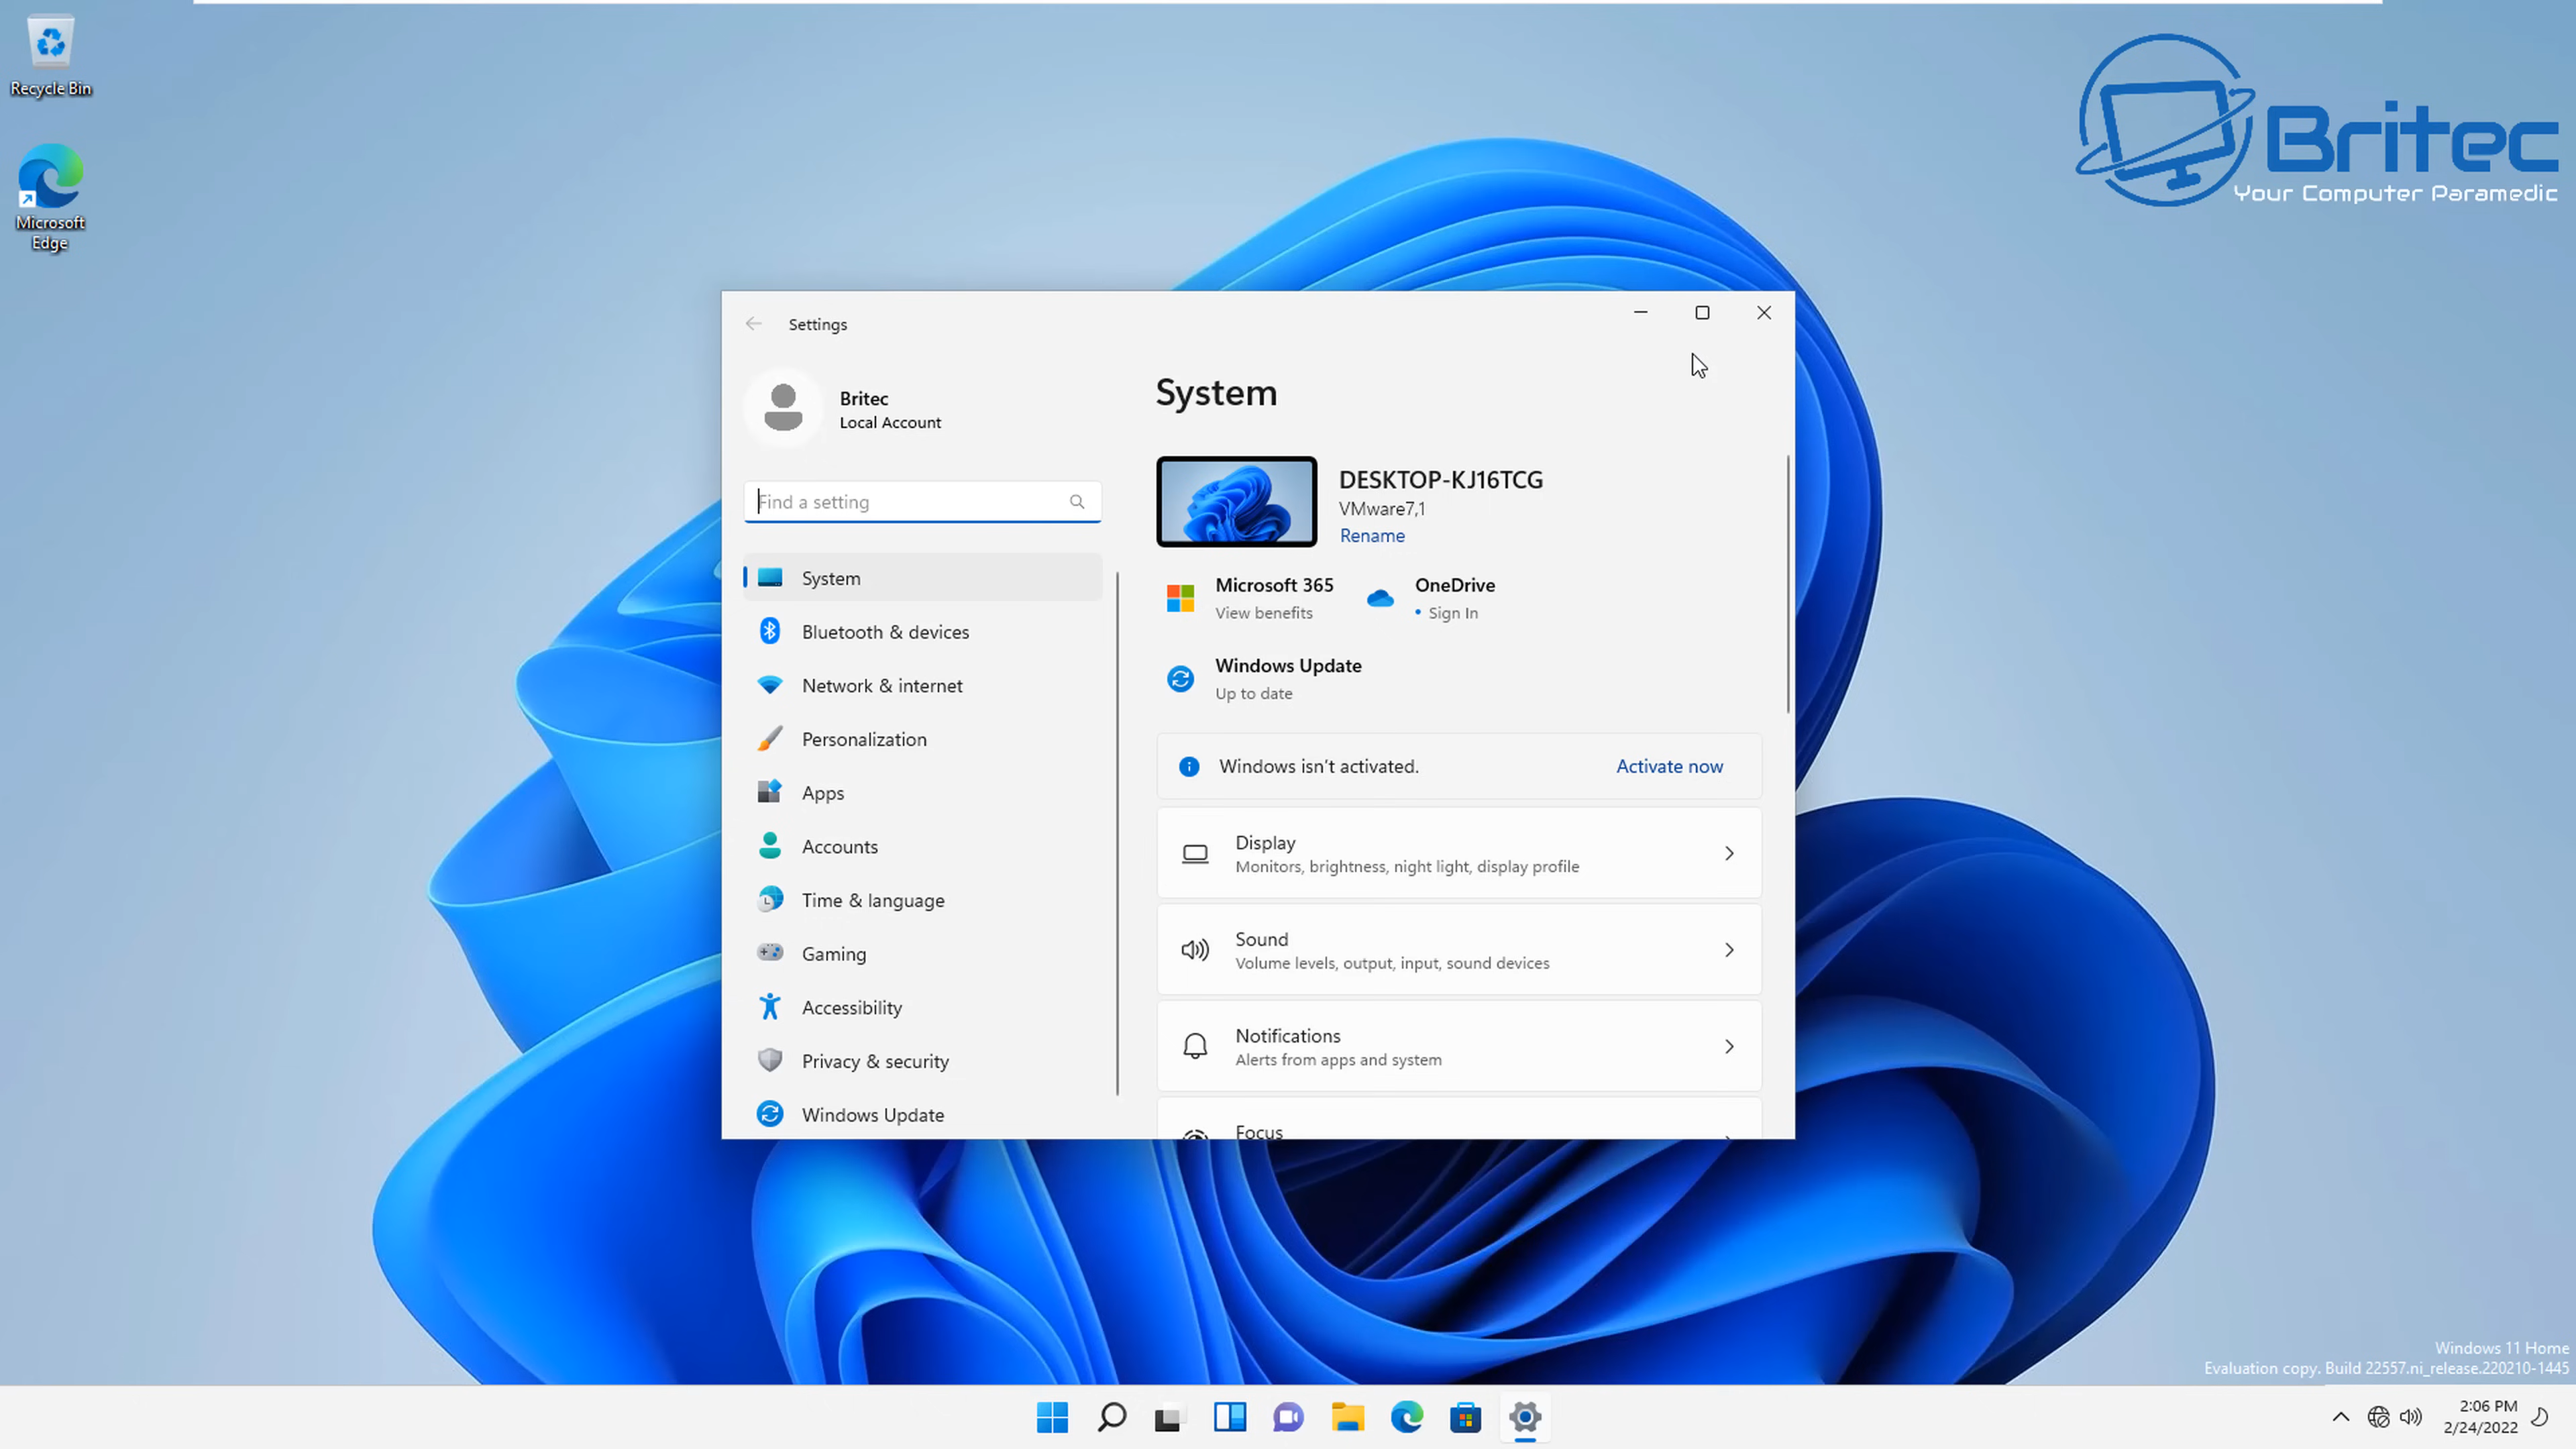 Recycle Bin
Microsoft
Edge
Britec
Your Computer Paramedic
Settings
Britec
Local Account
Find a setting
System
Bluetooth & devices
Network & internet
Personalization
Apps
Accounts
Time & language
Gaming
Accessibility
Privacy & security
Windows Update
System
DESKTOP-KJ16TCG
VMware7,1
Rename
Microsoft 365
View benefits
OneDrive
• Sign In
Windows Update
Up to date
Windows isn't activated.
Activate now
Display
Monitors, brightness, night light, display profile
Sound
Volume levels, output, input, sound devices
Notifications
Alerts from apps and system
Focus
Windows 11 Home
Evaluation copy. Build 22557.ni_release.220210-1445
2:06 PM
2/24/2022